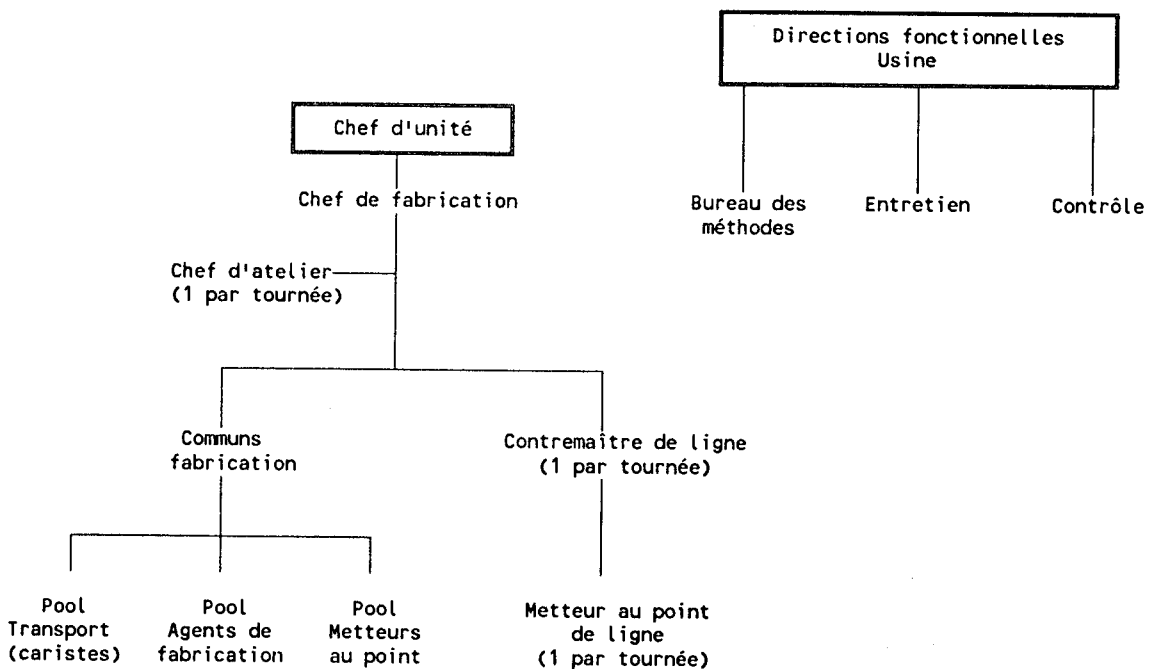 Directions fonctionnelles
Usine
Chef d'unité
Chef de fabrication
Bureau des
méthodes
Entretien
Contrôle
Chef d'atelier
(1 par tournée)
Communs
fabrication
Contremaître de ligne
(1 par tournée)
Pool
Transport
(caristes)
Pool
Agents de
fabrication
Pool
Metteurs
au point
Metteur au point
de ligne
(1 par tournée)